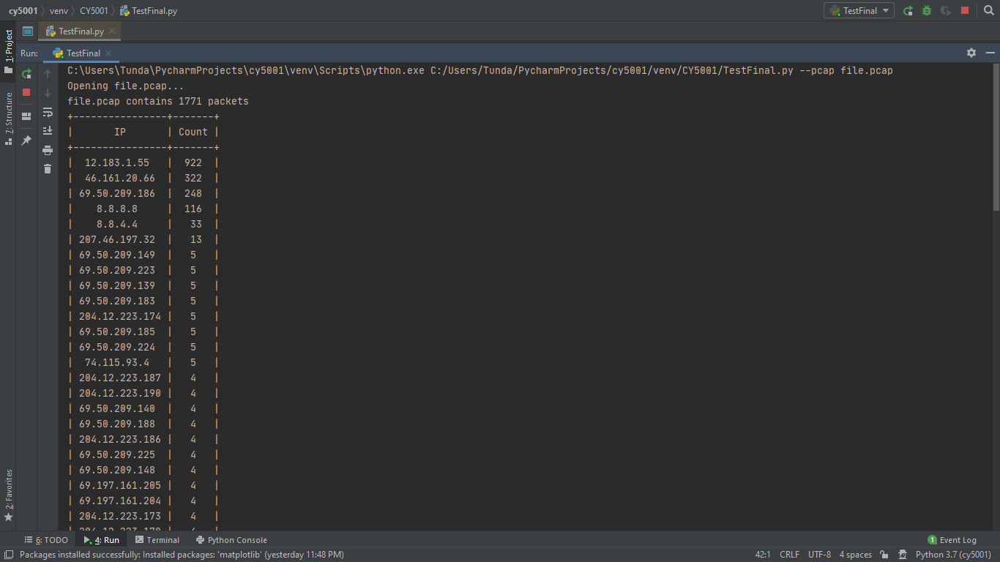 cy5001 venv CY5001 TestFinal.py TestFinal
TestFinal.py
Run: TestFinal
1: Project
7: Structure
2: Favorites
C:\Users\Tunda\PycharmProjects\cy5001\venv\Scripts\python.exe C:/Users/Tunda/PycharmProjects/cy5001/venv/CY5001/TestFinal.py --pcap file.pcap
Opening file.pcap...
file.pcap contains 1771 packets
+----------------+-------+
| IP | Count |
+----------------+-------+
| 12.183.1.55 | 922 |
| 46.161.20.66 | 322 |
| 69.50.209.186 | 248 |
| 8.8.8.8 | 116 |
| 8.8.4.4 | 33 |
| 207.46.197.32 | 13 |
| 69.50.209.149 | 5 |
| 69.50.209.223 | 5 |
| 69.50.209.139 | 5 |
| 69.50.209.183 | 5 |
| 204.12.223.174 | 5 |
| 69.50.209.185 | 5 |
| 69.50.209.224 | 5 |
| 74.115.93.4 | 5 |
| 204.12.223.187 | 4 |
| 204.12.223.190 | 4 |
| 69.50.209.140 | 4 |
| 69.50.209.188 | 4 |
| 204.12.223.186 | 4 |
| 69.50.209.225 | 4 |
| 69.50.209.148 | 4 |
| 69.197.161.205 | 4 |
| 69.197.161.204 | 4 |
| 204.12.223.173 | 4 |
6: TODO 4: Run Terminal Python Console 1 Event Log
Packages installed successfully: Installed packages: 'matplotlib' (yesterday 11:48 PM) 42:1 CRLF UTF-8 4 spaces Python 3.7 (cy5001)